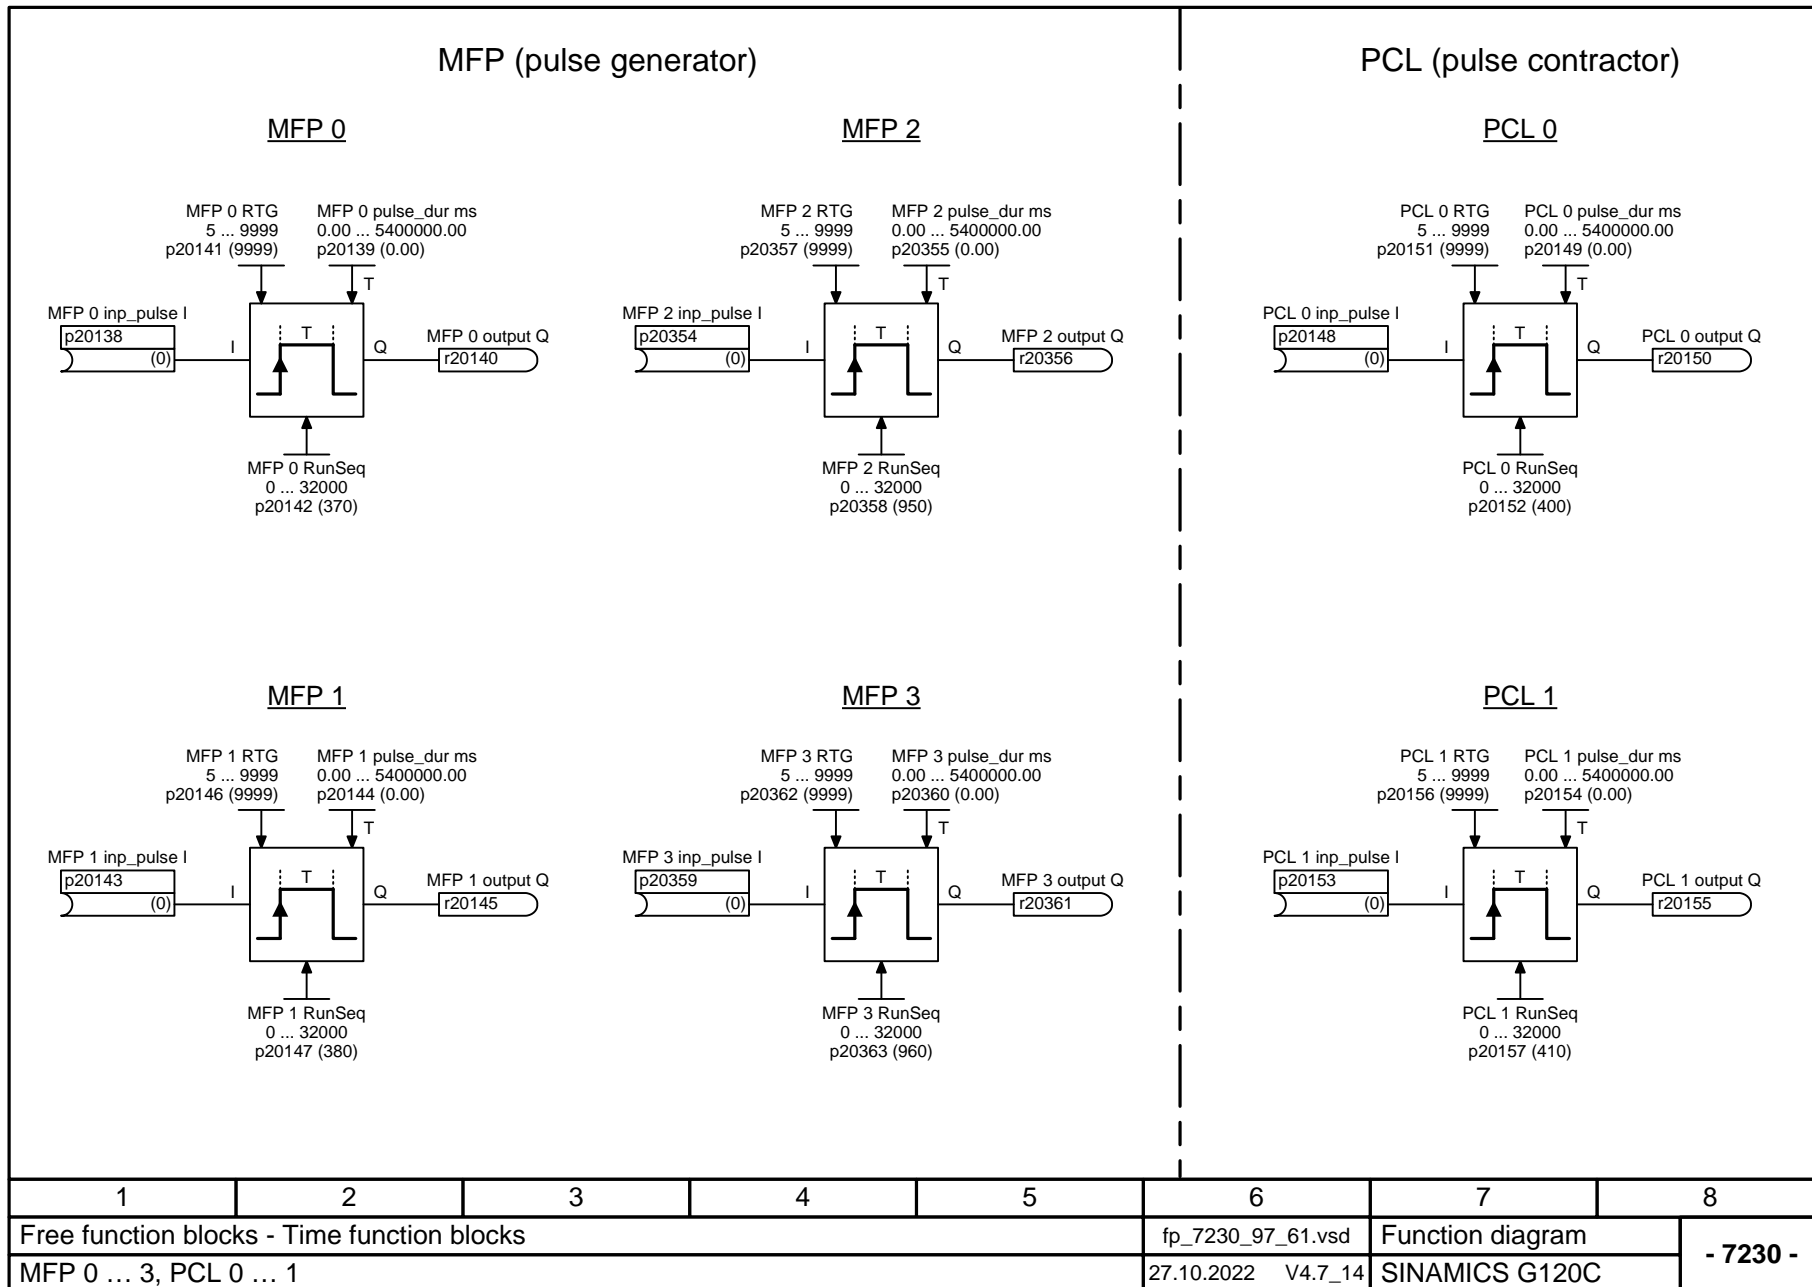 MFP (pulse generator)
PCL (pulse contractor)
MFP 0
MFP 0 RTG
5 ... 9999
p20141 (9999)
MFP 0 pulse_dur ms
0.00 ... 5400000.00
p20139 (0.00)
T
MFP 0 inp_pulse I
p20138
(0)
I
T
Q
MFP 0 output Q
r20140
MFP 0 RunSeq
0 ... 32000
p20142 (370)
MFP 2
MFP 2 RTG
5 ... 9999
p20357 (9999)
MFP 2 pulse_dur ms
0.00 ... 5400000.00
p20355 (0.00)
T
MFP 2 inp_pulse I
p20354
(0)
I
T
Q
MFP 2 output Q
r20356
MFP 2 RunSeq
0 ... 32000
p20358 (950)
PCL 0
PCL 0 RTG
5 ... 9999
p20151 (9999)
PCL 0 pulse_dur ms
0.00 ... 5400000.00
p20149 (0.00)
T
PCL 0 inp_pulse I
p20148
(0)
I
T
Q
PCL 0 output Q
r20150
PCL 0 RunSeq
0 ... 32000
p20152 (400)
MFP 1
MFP 1 RTG
5 ... 9999
p20146 (9999)
MFP 1 pulse_dur ms
0.00 ... 5400000.00
p20144 (0.00)
T
MFP 1 inp_pulse I
p20143
(0)
I
T
Q
MFP 1 output Q
r20145
MFP 1 RunSeq
0 ... 32000
p20147 (380)
MFP 3
MFP 3 RTG
5 ... 9999
p20362 (9999)
MFP 3 pulse_dur ms
0.00 ... 5400000.00
p20360 (0.00)
T
MFP 3 inp_pulse I
p20359
(0)
I
T
Q
MFP 3 output Q
r20361
MFP 3 RunSeq
0 ... 32000
p20363 (960)
PCL 1
PCL 1 RTG
5 ... 9999
p20156 (9999)
PCL 1 pulse_dur ms
0.00 ... 5400000.00
p20154 (0.00)
T
PCL 1 inp_pulse I
p20153
(0)
I
T
Q
PCL 1 output Q
r20155
PCL 1 RunSeq
0 ... 32000
p20157 (410)
1 2 3 4 5 6 7 8
Free function blocks - Time function blocks
fp_7230_97_61.vsd
Function diagram
- 7230 -
MFP 0 … 3, PCL 0 … 1
27.10.2022 V4.7_14
SINAMICS G120C